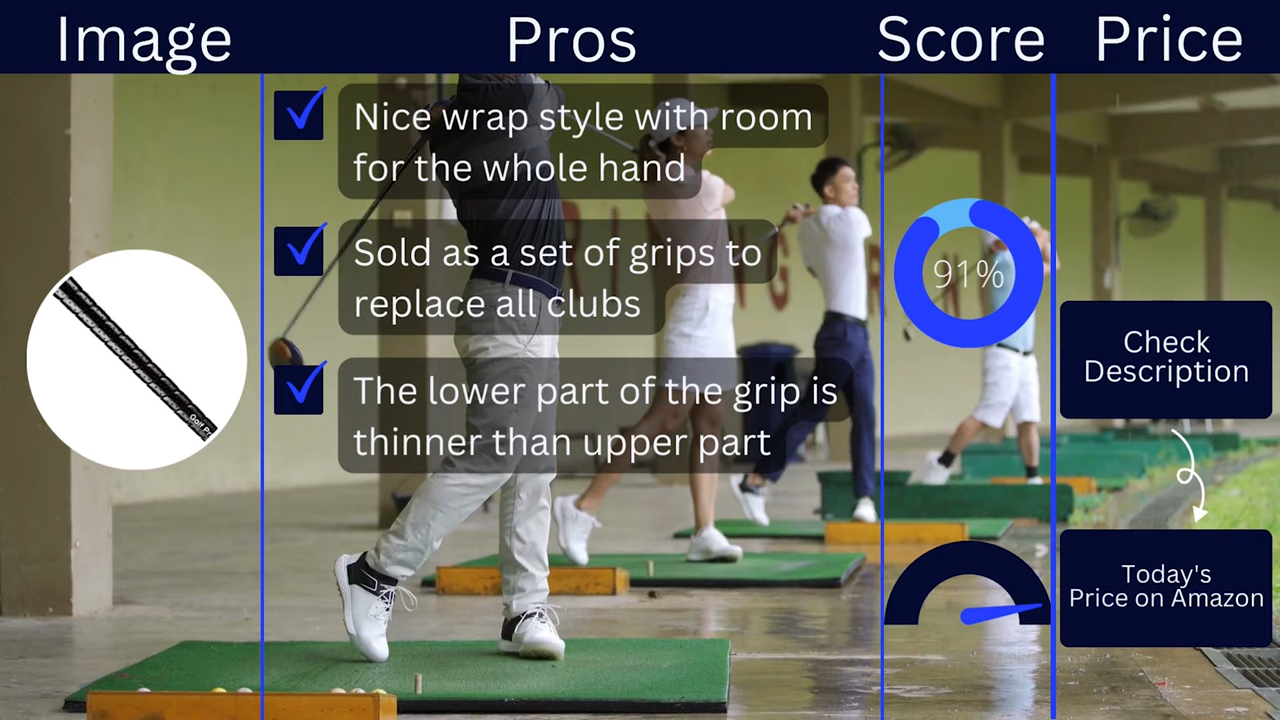 Image
Pros
Score
Price
Nice wrap style with room
for the whole hand
Sold as a set of grips to
replace all clubs
The lower part of the grip is
thinner than upper part
91%
Check
Description
Today's
Price on Amazon
Golf Pr